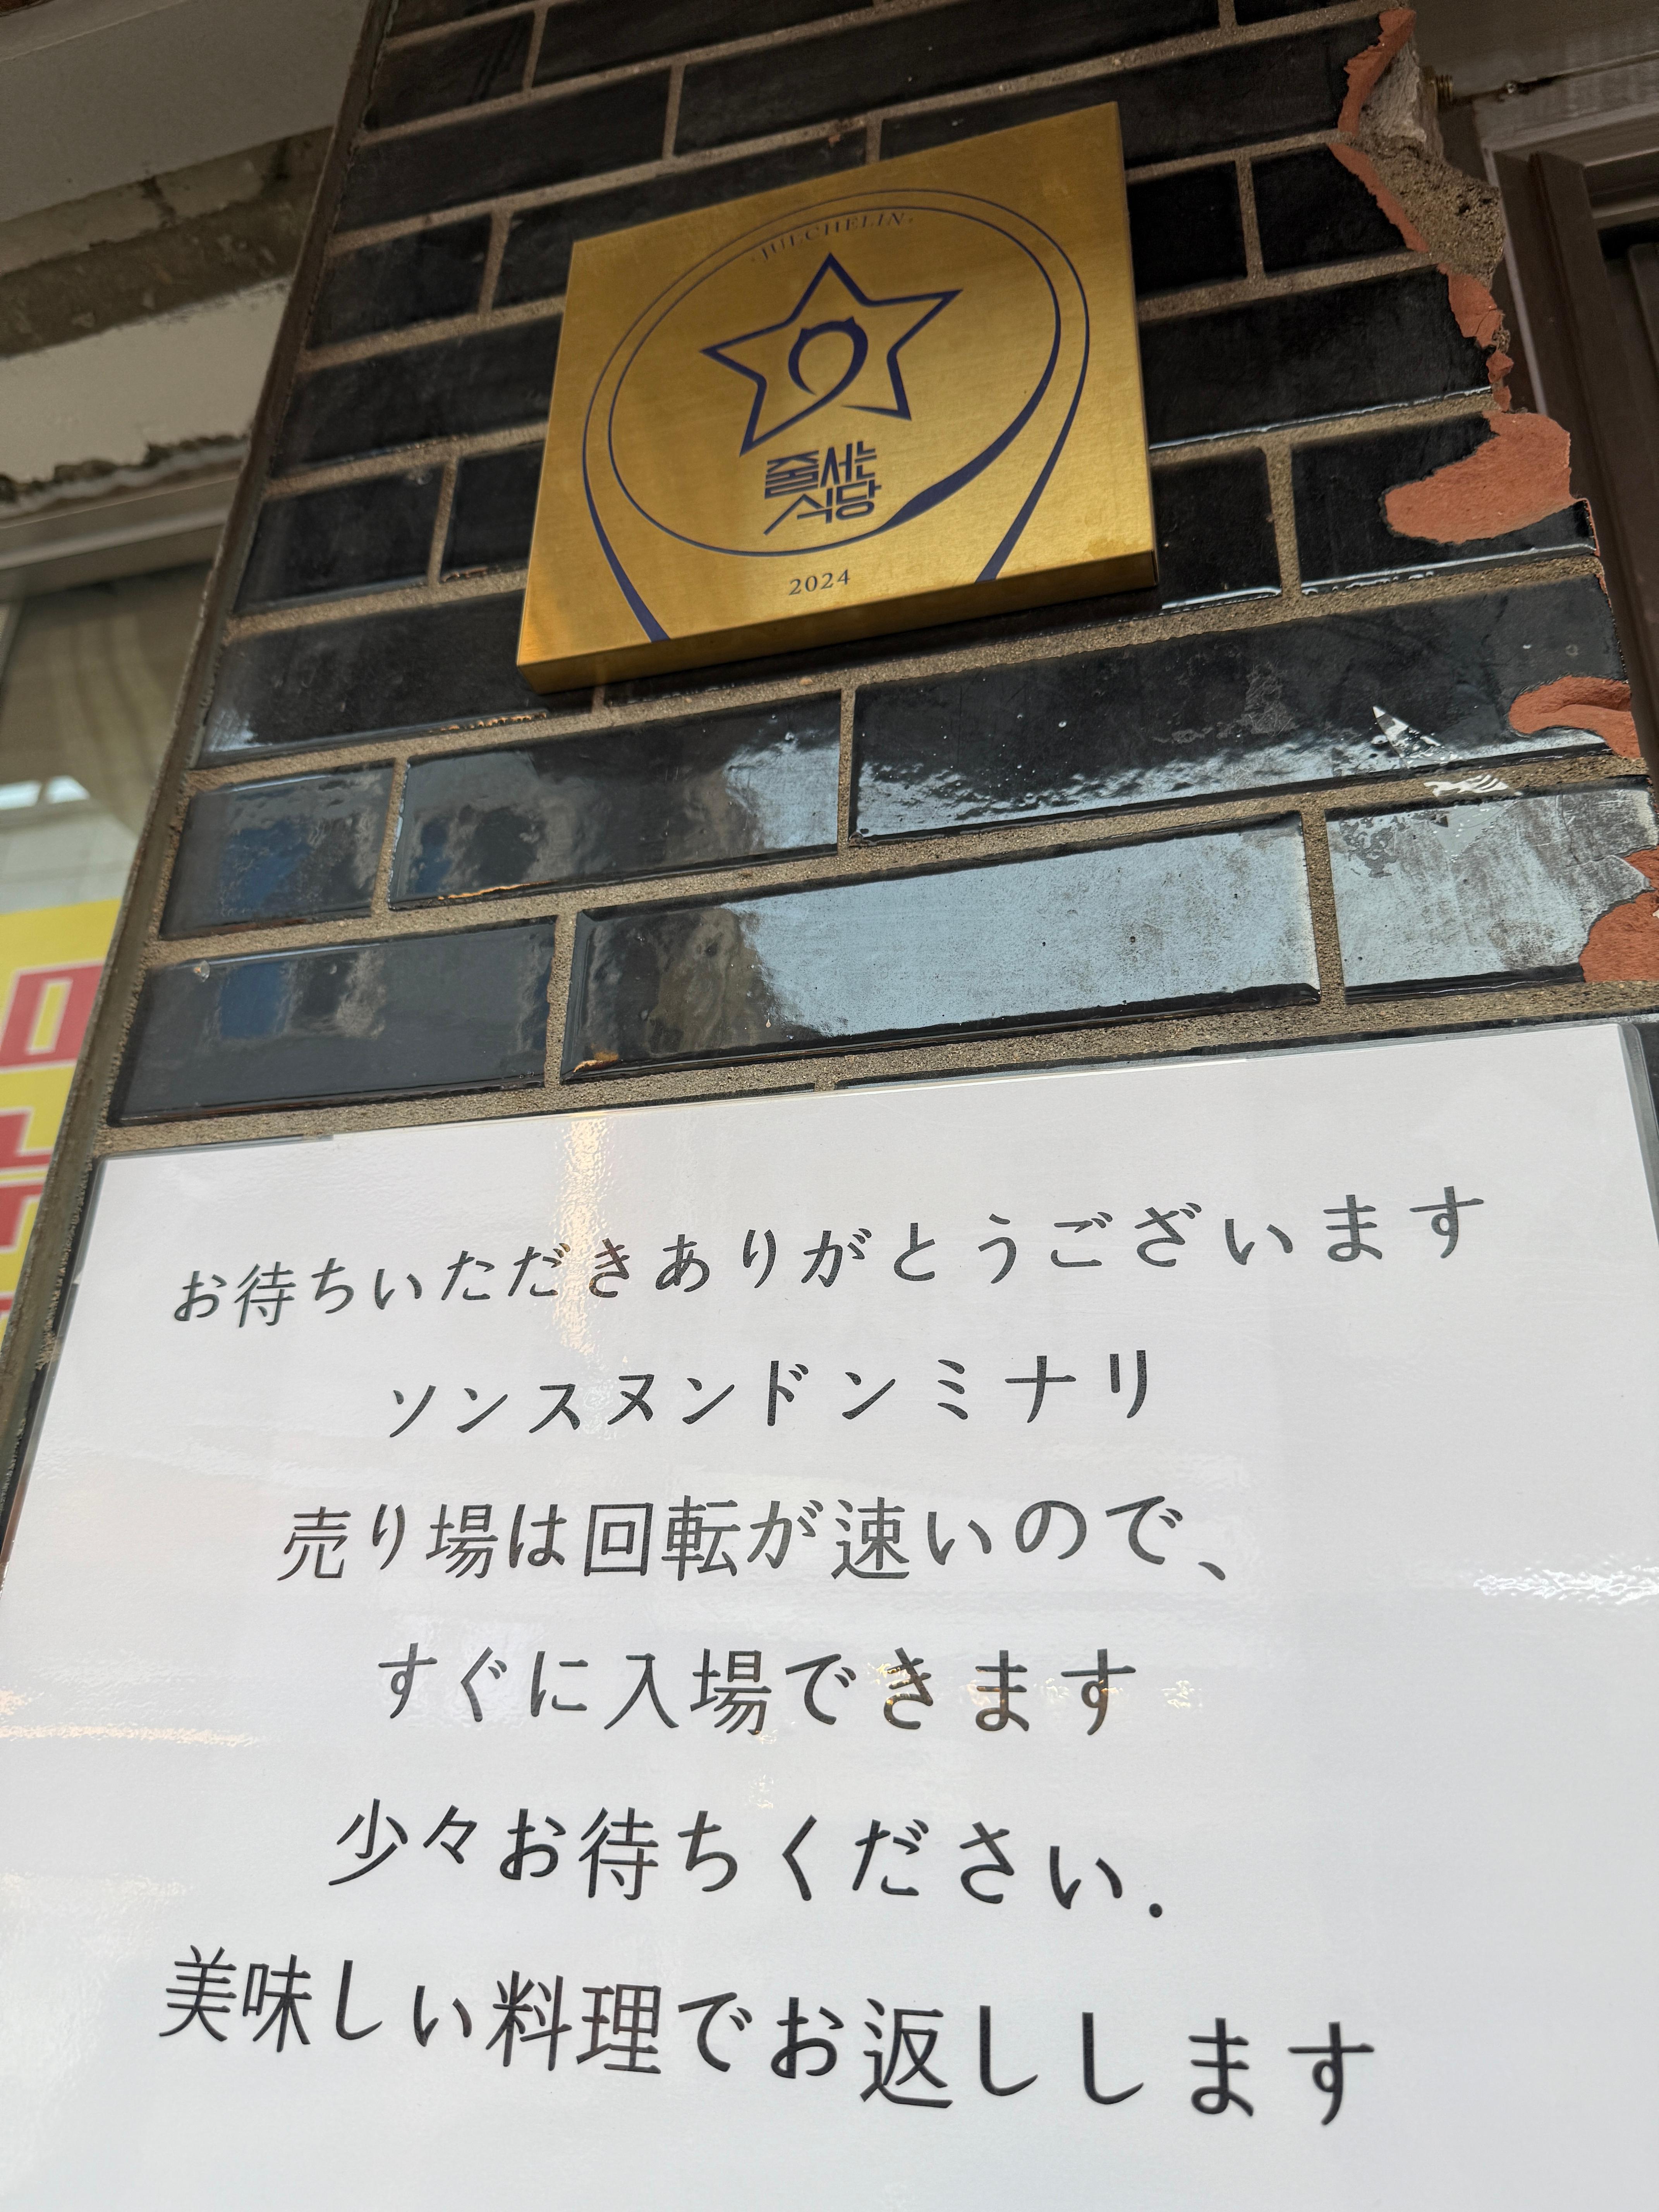 JULCHELIN
줄서는
식당
2024
お待ちいただきありがとうございます
ソンスヌンドンミナリ
売り場は回転が速いので、
すぐに入場できます
少々お待ちください.
美味しい料理でお返しします